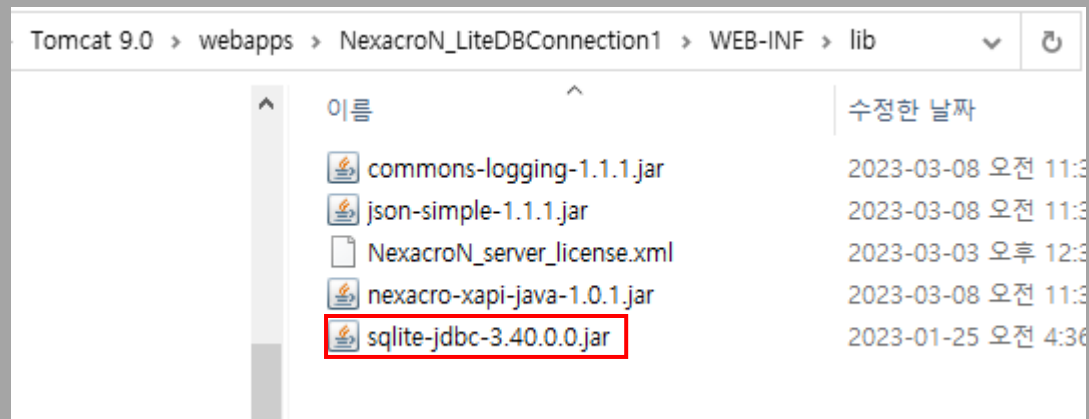 Tomcat 9.0 > webapps > NexacroN_LiteDBConnection1 > WEB-INF > lib
이름 수정한 날짜
commons-logging-1.1.1.jar 2023-03-08 오전 11:3
json-simple-1.1.1.jar 2023-03-08 오전 11:3
NexacroN_server_license.xml 2023-03-03 오후 12:3
nexacro-xapi-java-1.0.1.jar 2023-03-08 오전 11:3
sqlite-jdbc-3.40.0.0.jar 2023-01-25 오전 4:36